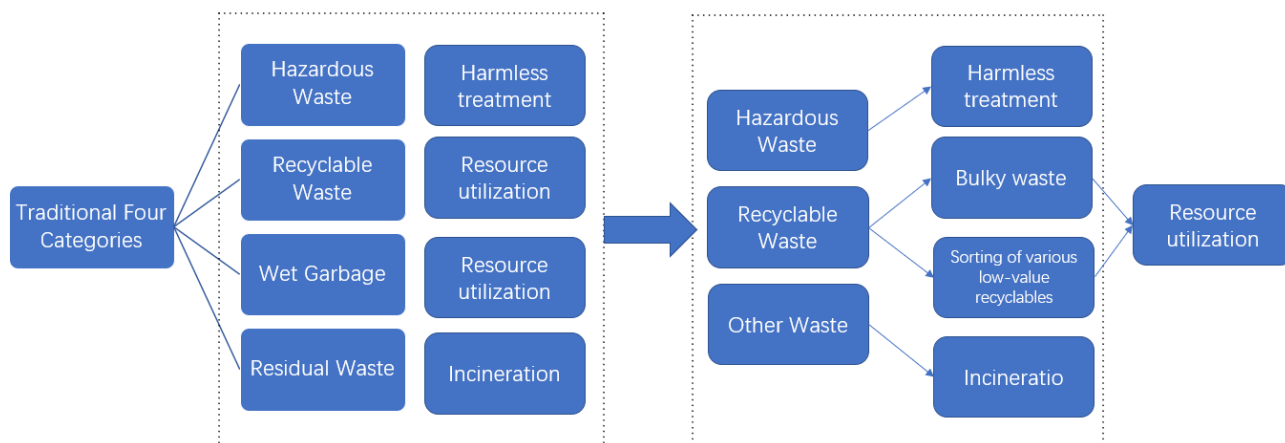 Traditional Four
Categories
Hazardous
Waste
Harmless
treatment
Recyclable
Waste
Resource
utilization
Wet Garbage
Resource
utilization
Residual Waste
Incineration
Hazardous
Waste
Harmless
treatment
Recyclable
Waste
Bulky waste
Sorting of various
low-value
recyclables
Other Waste
Incineratio
Resource
utilization